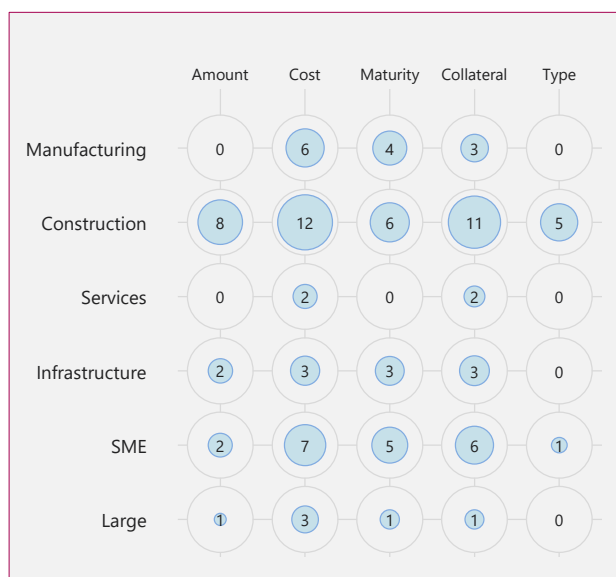 Amount Cost Maturity Collateral Type
Manufacturing 0 6 4 3 0
Construction 8 12 6 11 5
Services 0 2 0 2 0
Infrastructure 2 3 3 3 0
SME 2 7 5 6 1
Large 1 3 1 1 0